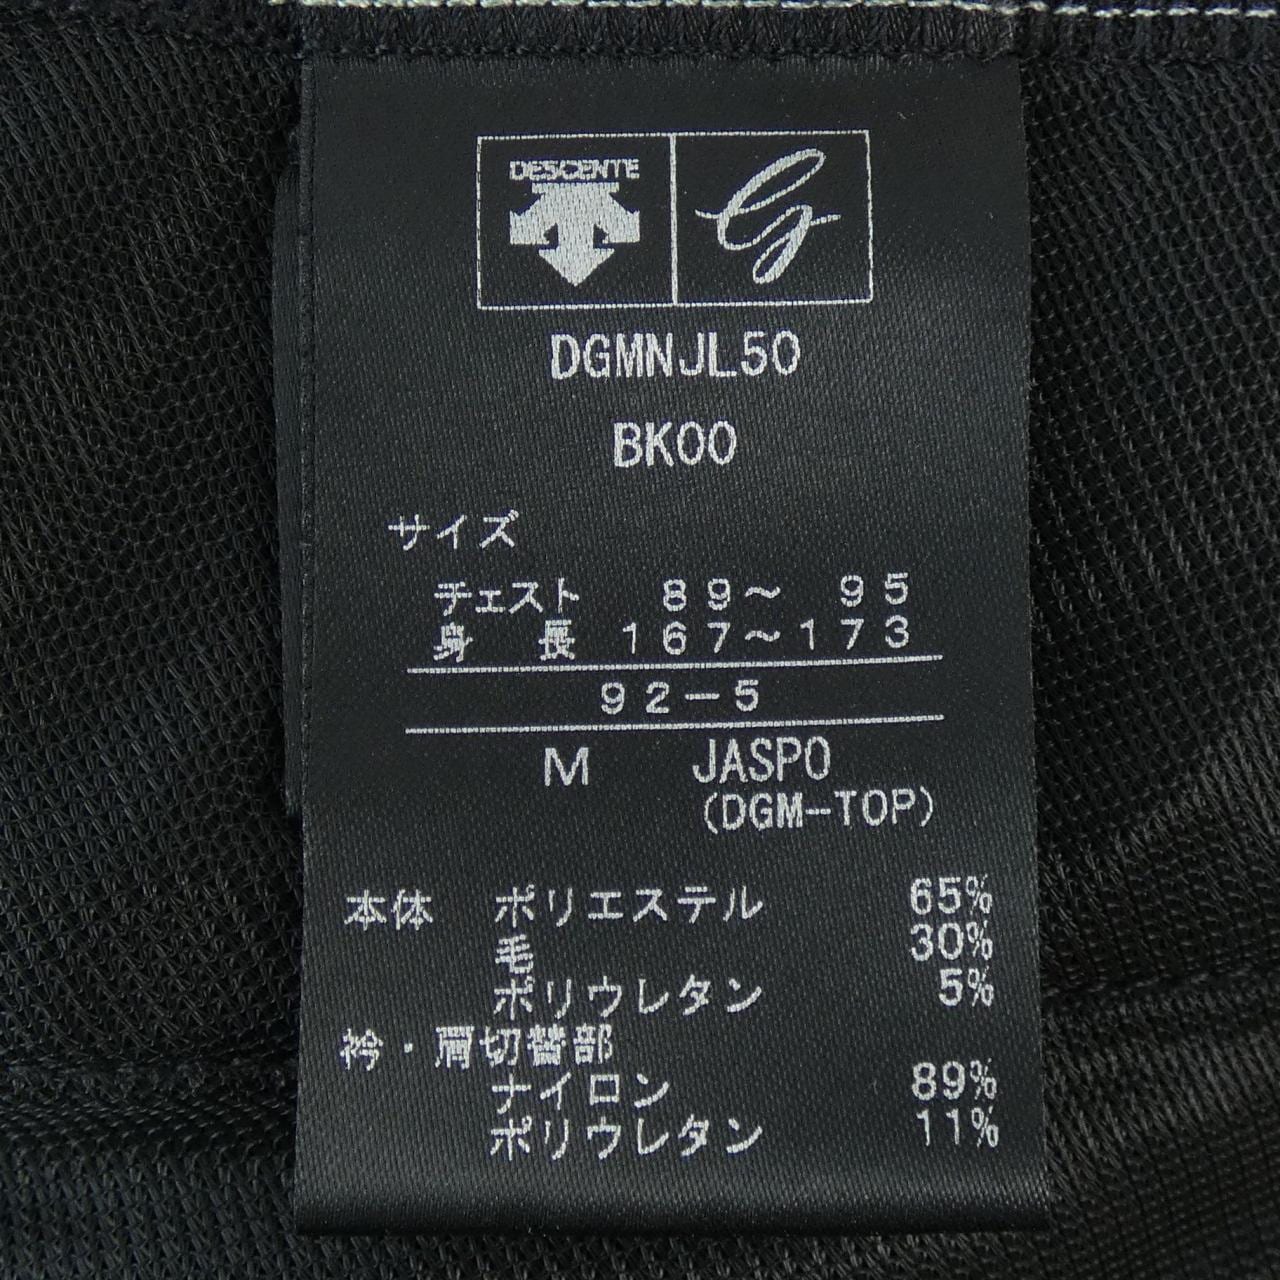 DESCENTE G
DGMNJL50
BK00
サイズ
チェスト 89～ 95
身 長 167～173
92－5
M JASPO
(DGM-TOP)
本体 ポリエステル 65%
毛 30%
ポリウレタン 5%
衿・肩切替部
ナイロン 89%
ポリウレタン 11%